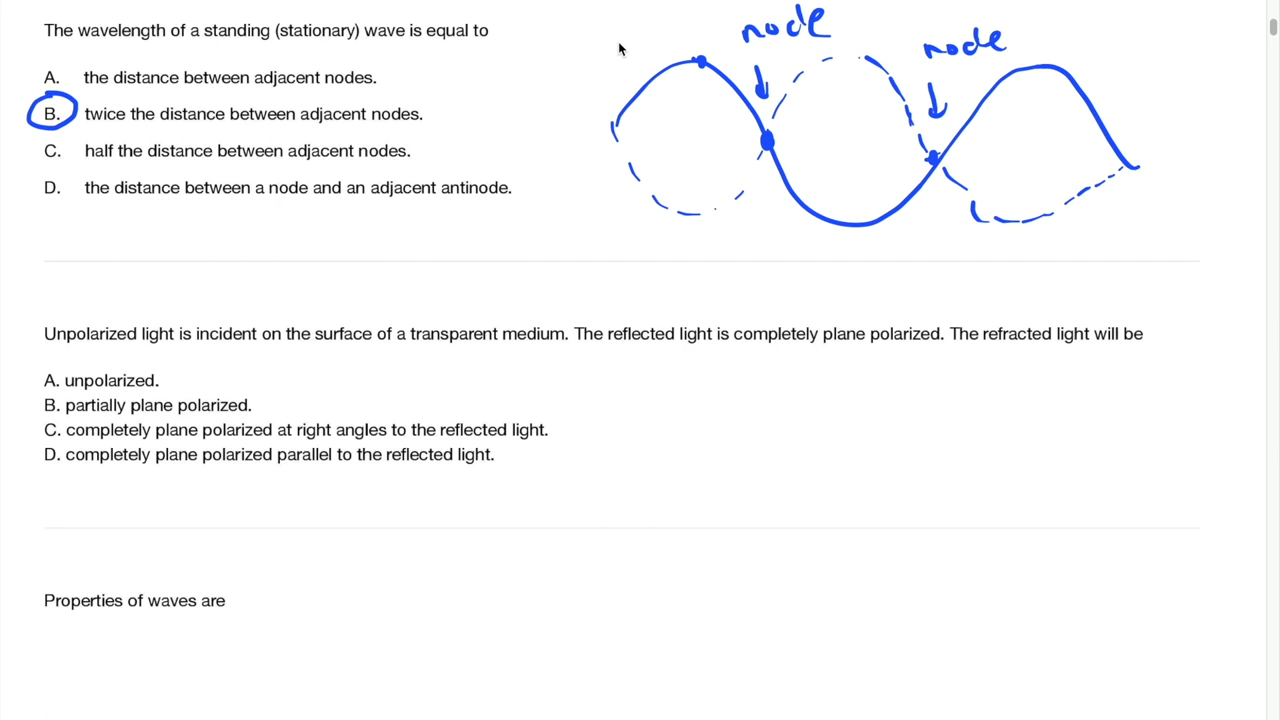 The wavelength of a standing (stationary) wave is equal to
A. the distance between adjacent nodes.
B. twice the distance between adjacent nodes.
C. half the distance between adjacent nodes.
D. the distance between a node and an adjacent antinode.
node
node
Unpolarized light is incident on the surface of a transparent medium. The reflected light is completely plane polarized. The refracted light will be
A. unpolarized.
B. partially plane polarized.
C. completely plane polarized at right angles to the reflected light.
D. completely plane polarized parallel to the reflected light.
Properties of waves are